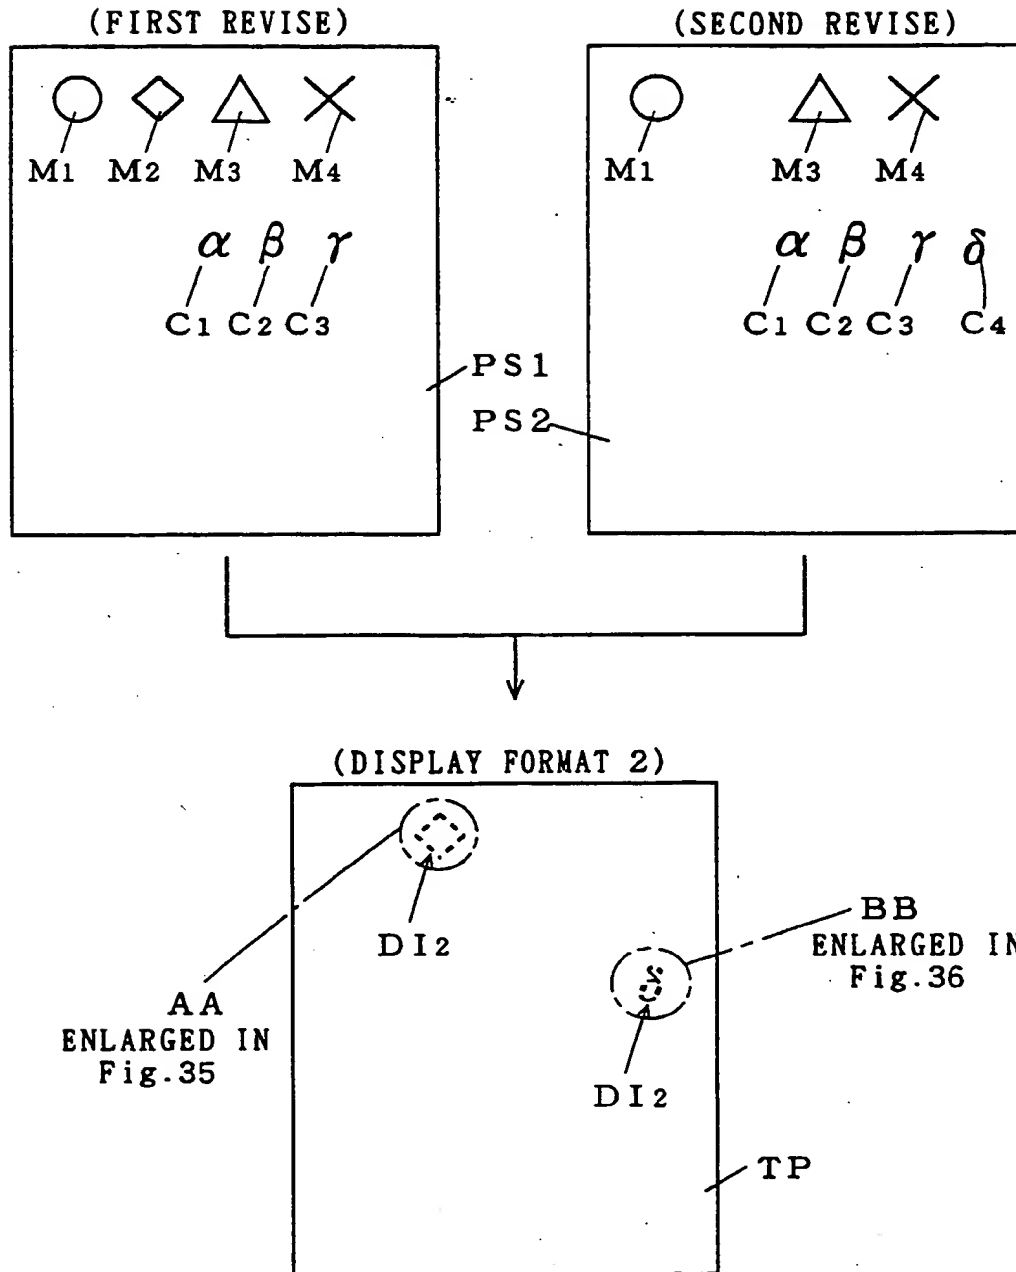 (FIRST REVISE)
(SECOND REVISE)
M1 M2 M3 M4
M1 M3 M4
α β γ
α β γ δ
C1 C2 C3
C1 C2 C3 C4
PS1
PS2
(DISPLAY FORMAT 2)
DI2
BB
ENLARGED IN
Fig.36
AA
ENLARGED IN
Fig.35
DI2
TP